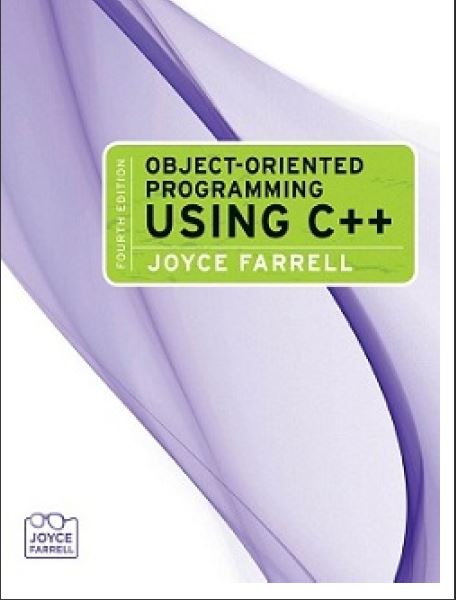 FOURTH EDITION
OBJECT-ORIENTED
PROGRAMMING
USING C++
JOYCE FARRELL
JOYCE
FARRELL